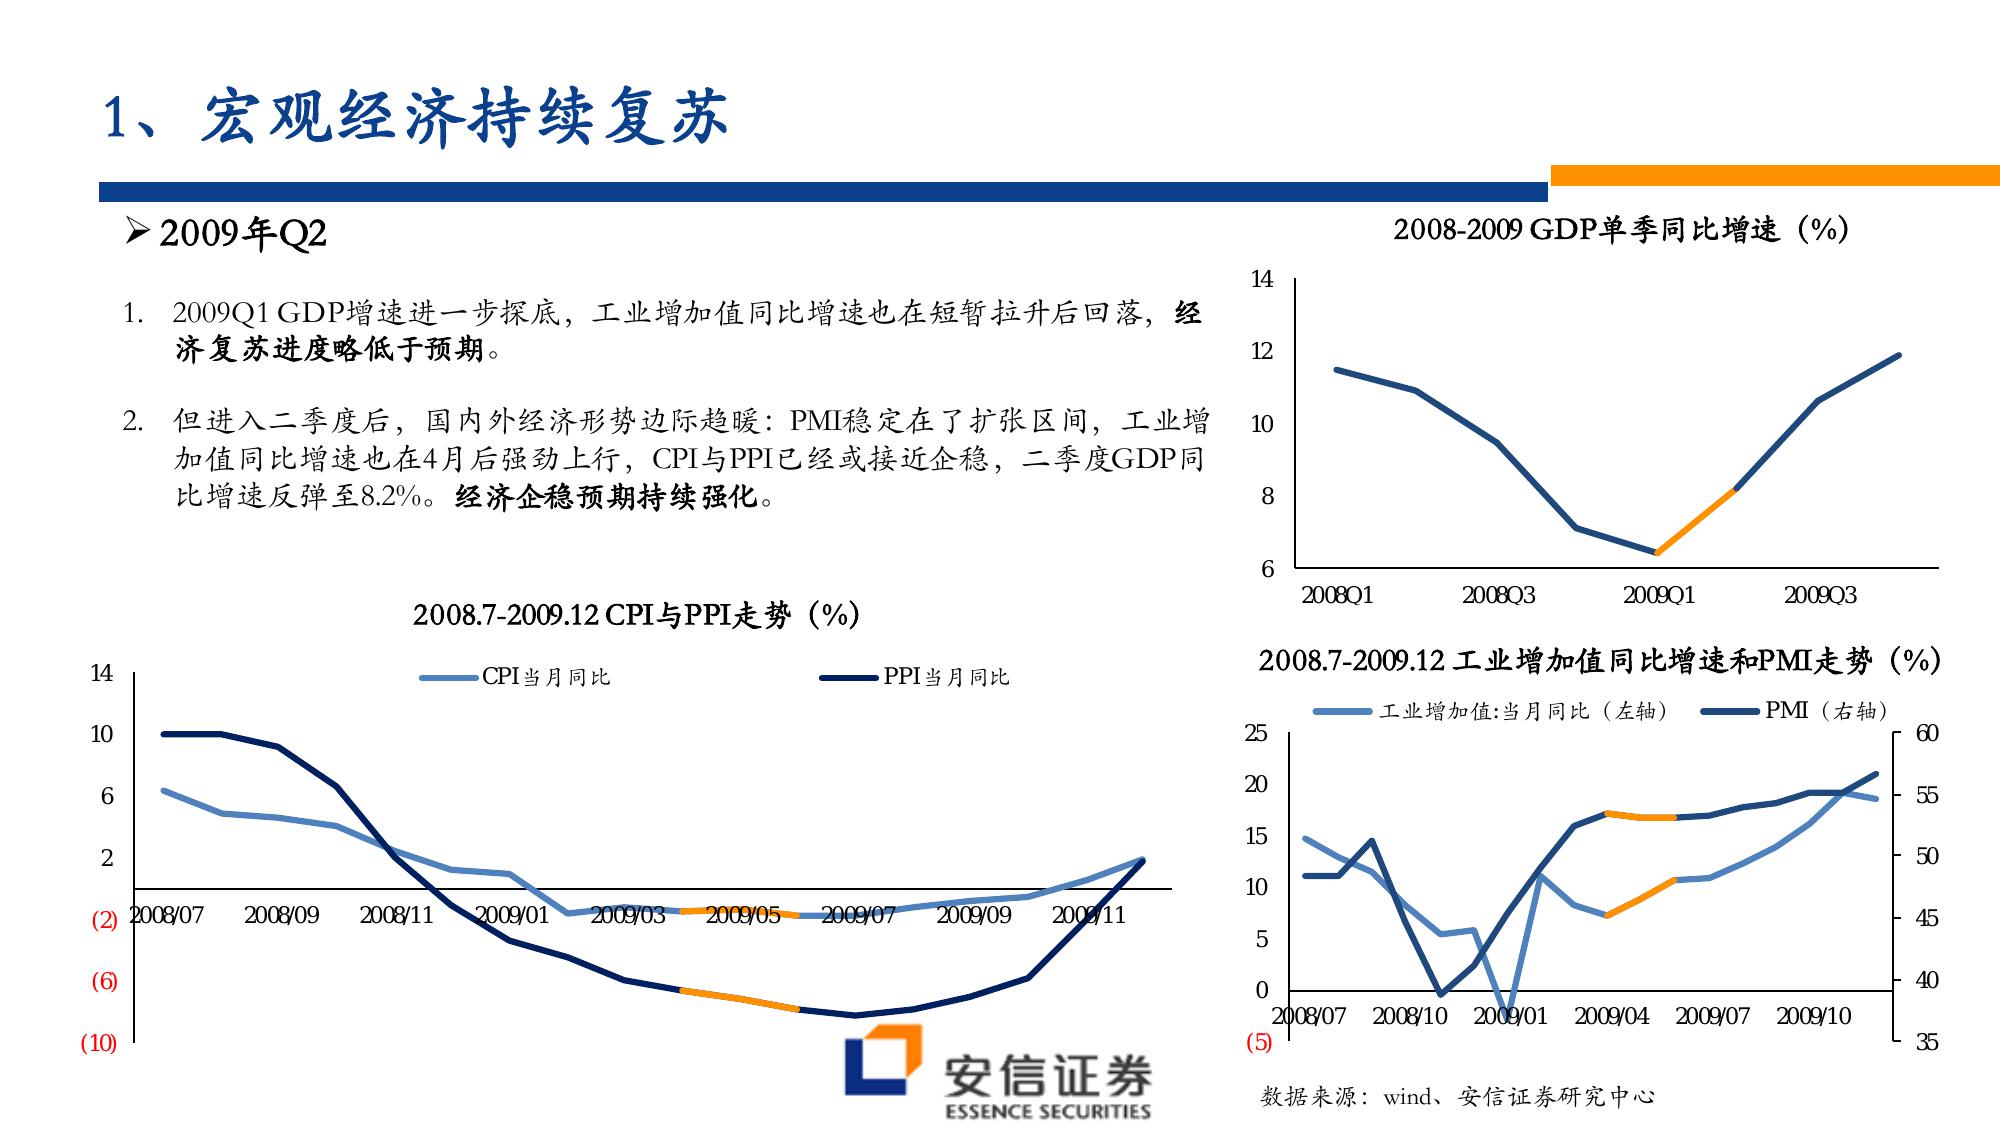 1、宏观经济持续复苏
➢2009年Q2
1. 2009Q1 GDP增速进一步探底，工业增加值同比增速也在短暂拉升后回落，经
济复苏进度略低于预期。
2. 但进入二季度后，国内外经济形势边际趋暖：PMI稳定在了扩张区间，工业增
加值同比增速也在4月后强劲上行，CPI与PPI已经或接近企稳，二季度GDP同
比增速反弹至8.2%。经济企稳预期持续强化。
2008-2009 GDP单季同比增速（%）
14
12
10
8
6
2008Q1 2008Q3 2009Q1 2009Q3
2008.7-2009.12 CPI与PPI走势（%）
CPI当月同比 PPI当月同比
14
10
6
2
(2)
(6)
(10)
2008/07 2008/09 2008/11 2009/01 2009/03 2009/05 2009/07 2009/09 2009/11
2008.7-2009.12 工业增加值同比增速和PMI走势（%）
工业增加值:当月同比（左轴） PMI（右轴）
25
20
15
10
5
0
(5)
60
55
50
45
40
35
2008/07 2008/10 2009/01 2009/04 2009/07 2009/10
安信证券
ESSENCE SECURITIES
数据来源：wind、安信证券研究中心